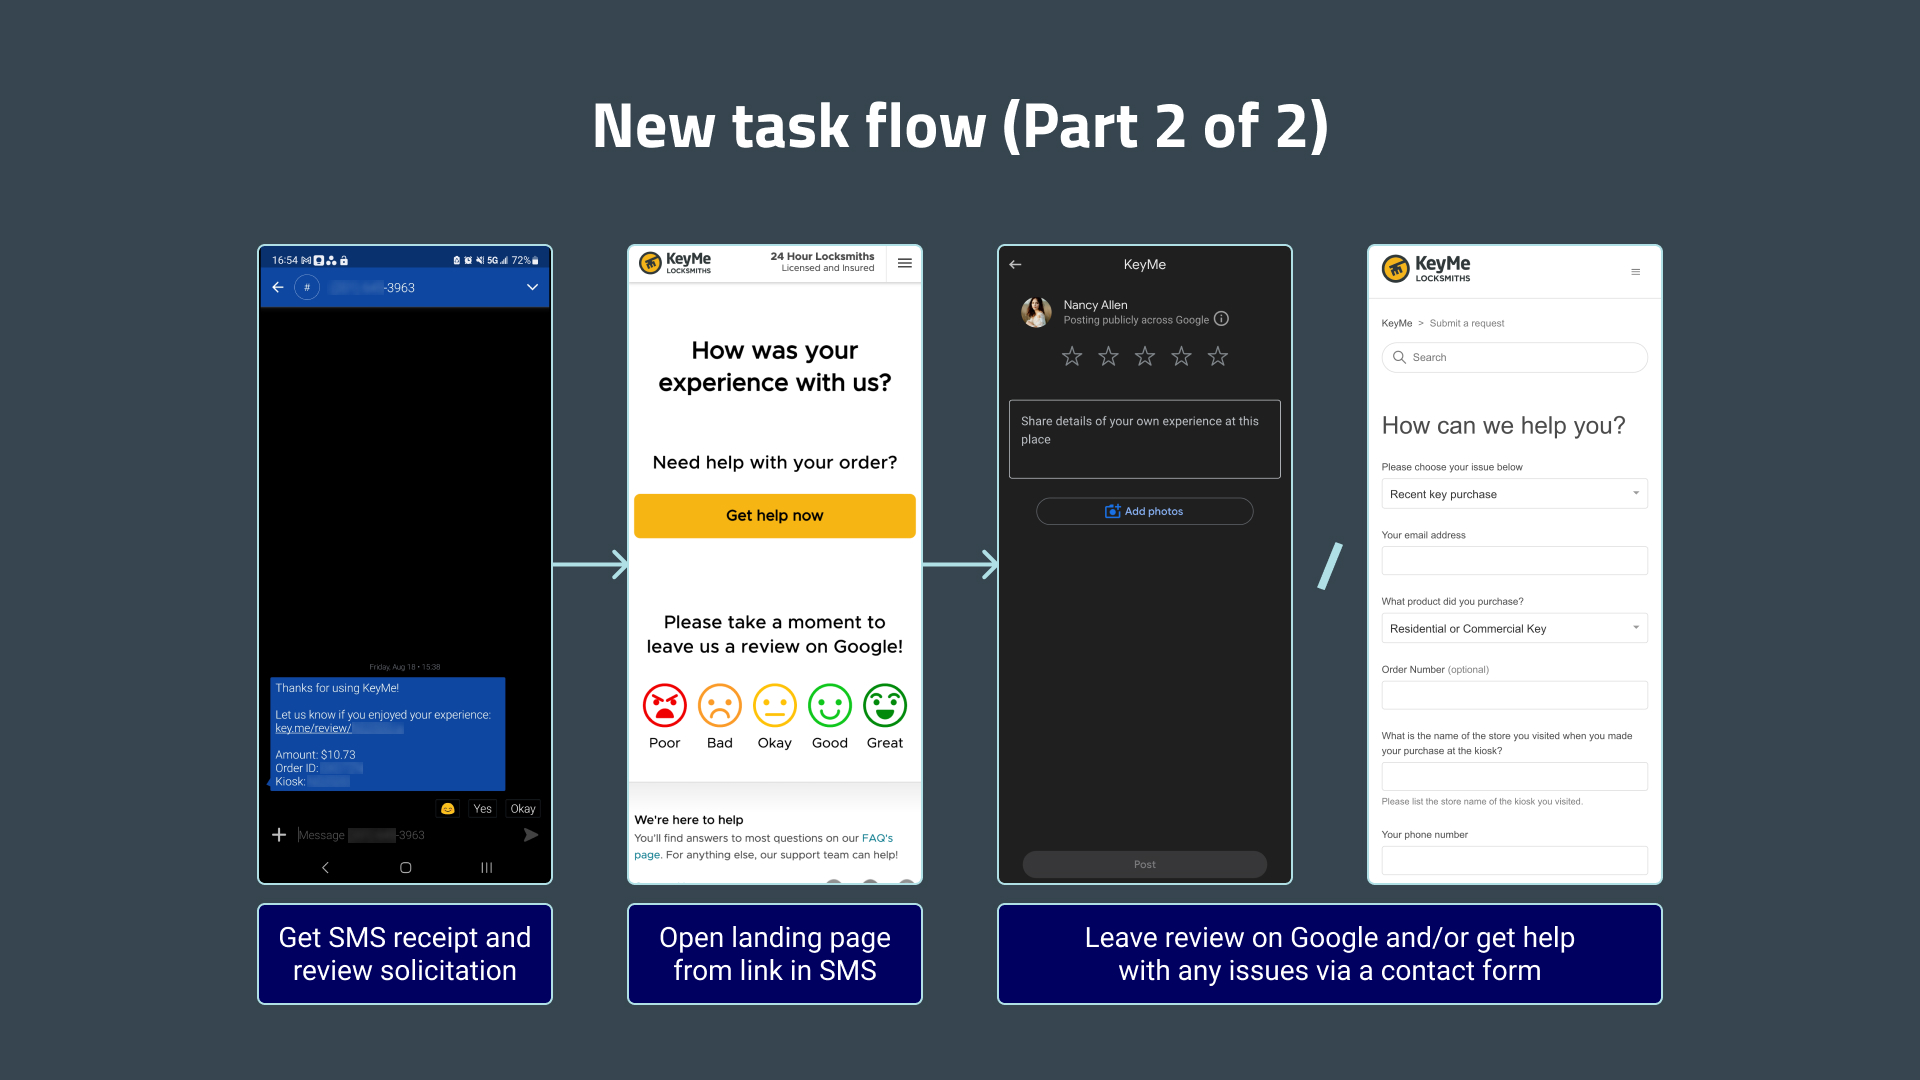 New task flow (Part 2 of 2)
16:54
5G 72%
#
-3963
Friday, Aug 18 • 15:38
Thanks for using KeyMe!
Let us know if you enjoyed your experience:
key.me/review/
Amount: $10.73
Order ID:
Kiosk:
Yes
Okay
Message
-3963
Get SMS receipt and
review solicitation
KeyMe
LOCKSMITHS
24 Hour Locksmiths
Licensed and Insured
How was your
experience with us?
Need help with your order?
Get help now
Please take a moment to
leave us a review on Google!
Poor
Bad
Okay
Good
Great
We're here to help
You'll find answers to most questions on our FAQ's
page. For anything else, our support team can help!
Open landing page
from link in SMS
KeyMe
Nancy Allen
Posting publicly across Google
Share details of your own experience at this
place
Add photos
Post
KeyMe
LOCKSMITHS
KeyMe > Submit a request
Search
How can we help you?
Please choose your issue below
Recent key purchase
Your email address
What product did you purchase?
Residential or Commercial Key
Order Number (optional)
What is the name of the store you visited when you made
your purchase at the kiosk?
Please list the store name of the kiosk you visited.
Your phone number
Leave review on Google and/or get help
with any issues via a contact form